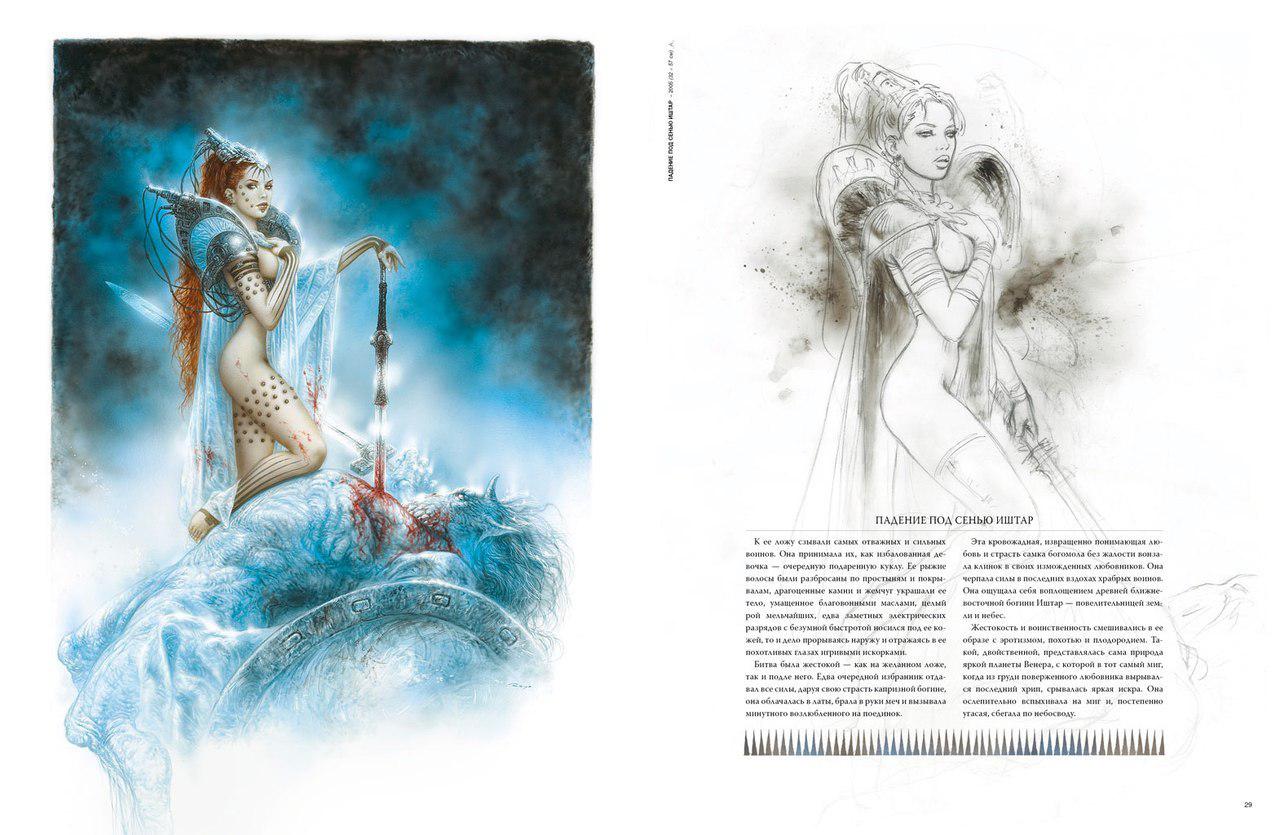 ПАДЕНИЕ ПОД СЕНЬЮ ИШТАР – 2005 (32 × 57 см)
ПАДЕНИЕ ПОД СЕНЬЮ ИШТАР
К ее ложу сзывали самых отважных и сильных
воинов. Она принимала их, как избалованная де-
вочка — очередную подаренную куклу. Ее рыжие
волосы были разбросаны по простыням и покры-
валам, драгоценные камни и жемчуг украшали ее
тело, умащенное благовонными маслами, целый
рой мельчайших, едва заметных электрических
разрядов с безумной быстротой носился под ее ко-
жей, то и дело прорываясь наружу и отражаясь в ее
похотливых глазах игривыми искорками.
Битва была жестокой — как на желанном ложе,
так и подле него. Едва очередной избранник отда-
вал все силы, даруя свою страсть капризной богине,
она облачалась в латы, брала в руки меч и вызывала
минутного возлюбленного на поединок.
Эта кровожадная, извращенно понимающая лю-
бовь и страсть самка богомола без жалости вонза-
ла клинок в своих изможденных любовников. Она
черпала силы в последних вздохах храбрых воинов.
Она ощущала себя воплощением древней ближне-
восточной богини Иштар — повелительницей зем-
ли и небес.
Жестокость и воинственность смешивались в ее
образе с эротизмом, похотью и плодородием. Та-
кой, двойственной, представлялась сама природа
яркой планеты Венера, с которой в тот самый миг,
когда из груди поверженного любовника вырывал-
ся последний хрип, срывалась яркая искра. Она
ослепительно вспыхивала на миг и, постепенно
угасая, сбегала по небосводу.
29